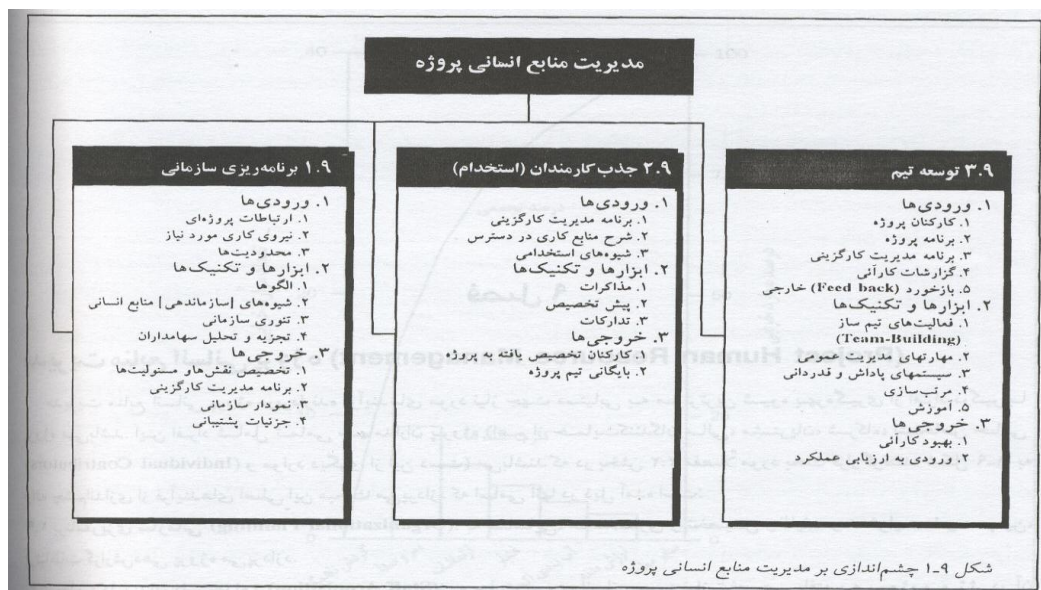 مدیریت منابع انسانی پروژه
۱.۹ برنامه‌ریزی سازمانی
۱. ورودی‌ها
۱. ارتباطات پروژه‌ای
۲. نیروی کاری مورد نیاز
۳. محدودیت‌ها
۲. ابزارها و تکنیک‌ها
۱. الگوها
۲. شیوه‌های [سازماندهی] منابع انسانی
۳. تئوری سازمانی
۴. تجزیه و تحلیل سهامداران
۳. خروجی‌ها
۱. تخصیص نقش‌ها و مسئولیت‌ها
۲. برنامه مدیریت کارگزینی
۳. نمودار سازمانی
۴. جزئیات پشتیبانی
۲.۹ جذب کارمندان (استخدام)
۱. ورودی‌ها
۱. برنامه مدیریت کارگزینی
۲. شرح منابع کاری در دسترس
۳. شیوه‌های استخدامی
۲. ابزارها و تکنیک‌ها
۱. مذاکرات
۲. پیش تخصیص
۳. تدارکات
۳. خروجی‌ها
۱. کارکنان تخصیص یافته به پروژه
۲. بایگانی تیم پروژه
۳.۹ توسعه تیم
۱. ورودی‌ها
۱. کارکنان پروژه
۲. برنامه پروژه
۳. برنامه مدیریت کارگزینی
۴. گزارشات کارآئی
۵. بازخورد (Feed back) خارجی
۲. ابزارها و تکنیک‌ها
۱. فعالیت‌های تیم ساز
(Team-Building)
۲. مهارتهای مدیریت عمومی
۳. سیستمهای پاداش و قدردانی
۴. مرتب‌سازی
۵. آموزش
۳. خروجی‌ها
۱. بهبود کارآئی
۲. ورودی به ارزیابی عملکرد
شکل ۹-۱ چشم‌اندازی بر مدیریت منابع انسانی پروژه